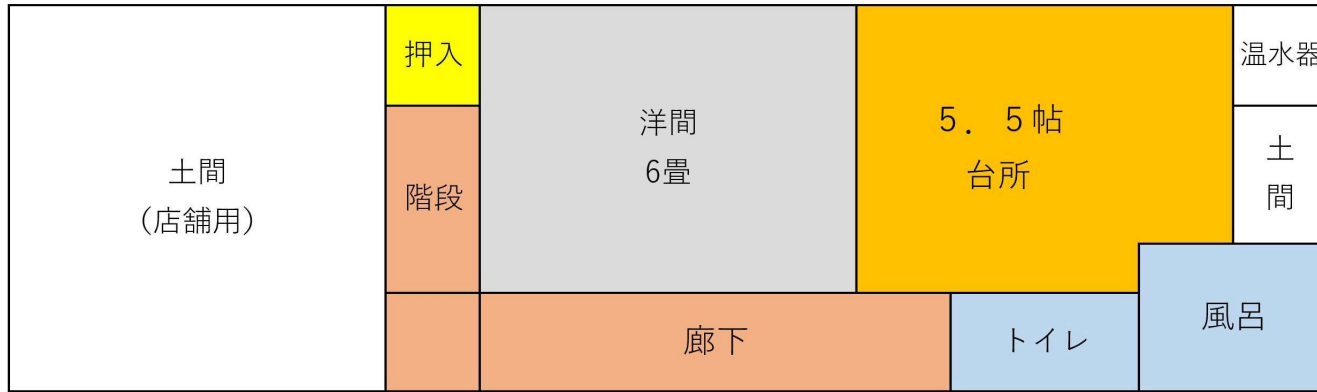 土間
(店舗用)
押入
階段
洋間
6畳
5．5帖
台所
温水器
土
間
廊下
トイレ
風呂